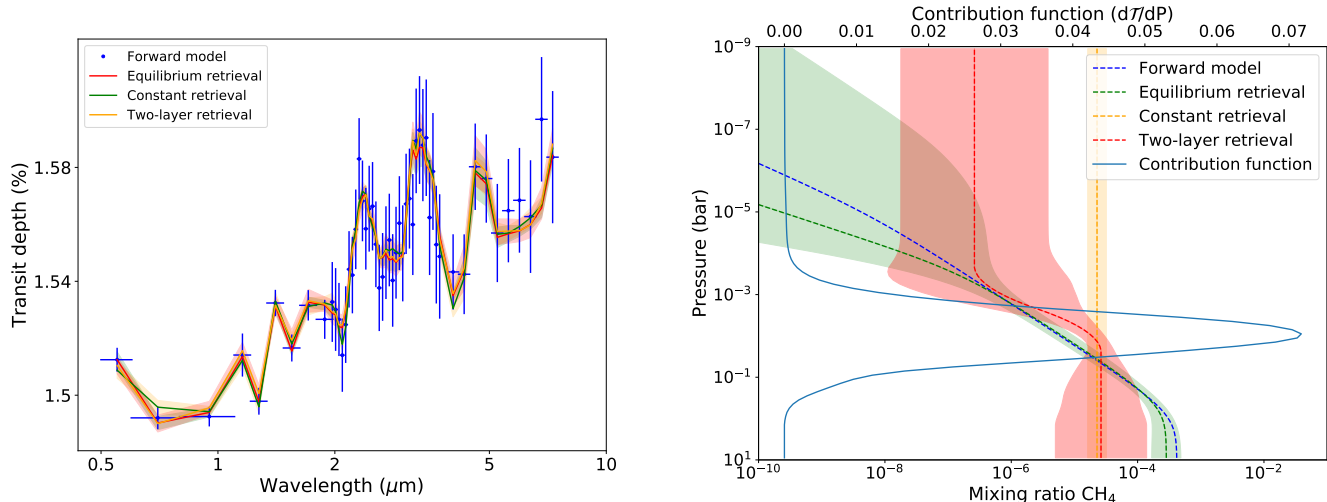 Forward model
Equilibrium retrieval
Constant retrieval
Two-layer retrieval
1.58
1.54
1.5
Transit depth (%)
0.5
1
2
5
10
Wavelength (μm)
Contribution function (d𝒯/dP)
0.00
0.01
0.02
0.03
0.04
0.05
0.06
0.07
Forward model
Equilibrium retrieval
Constant retrieval
Two-layer retrieval
Contribution function
10⁻⁹
10⁻⁷
10⁻⁵
10⁻³
10⁻¹
10¹
Pressure (bar)
10⁻¹⁰
10⁻⁸
10⁻⁶
10⁻⁴
10⁻²
Mixing ratio CH₄